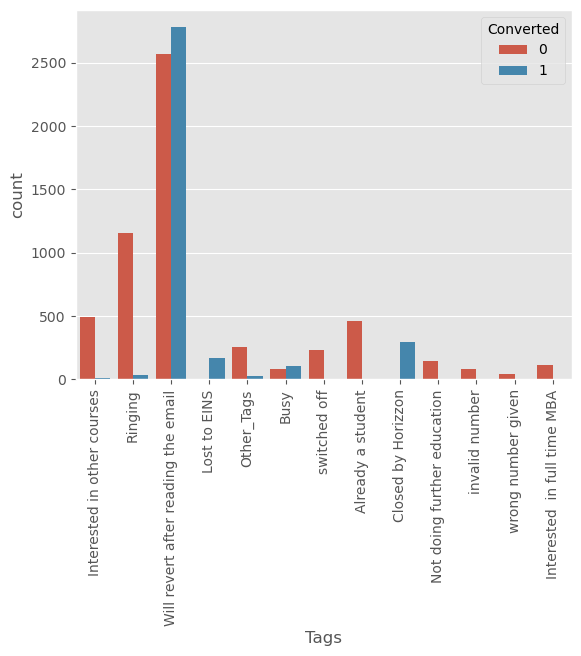 Converted
0
1
2500
2000
1500
1000
500
0
count
Interested in other courses
Ringing
Will revert after reading the email
Lost to EINS
Other_Tags
Busy
switched off
Already a student
Closed by Horizzon
Not doing further education
invalid number
wrong number given
Interested  in full time MBA
Tags